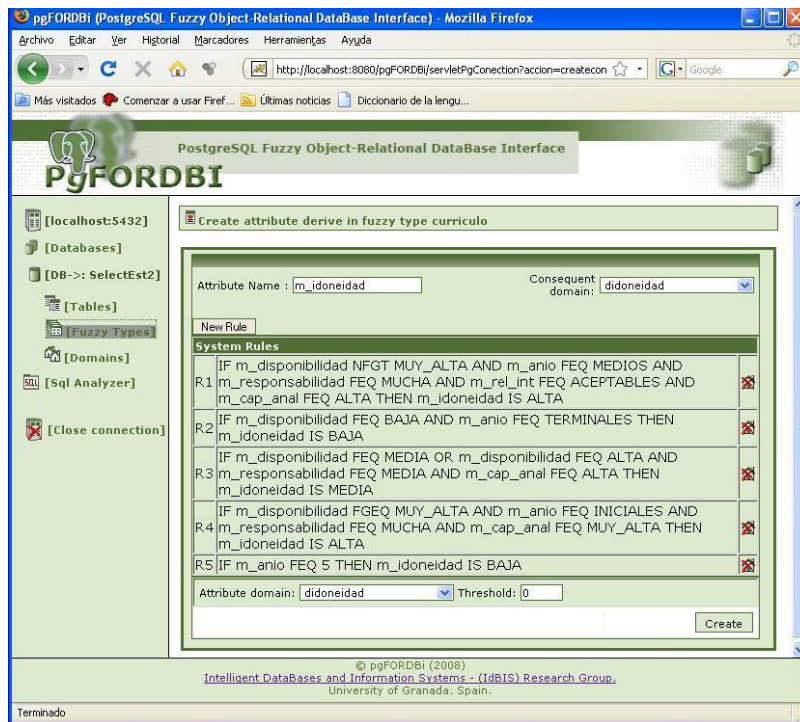 pgFORDBi (PostgreSQL Fuzzy Object-Relational DataBase Interface) - Mozilla Firefox
Archivo Editar Ver Historial Marcadores Herramientas Ayuda
http://localhost:8080/pgFORDBi/servletPgConection?accion=createcon
G Google
Más visitados Comenzar a usar Firef... Últimas noticias Diccionario de la lengu...
PostgreSQL Fuzzy Object-Relational DataBase Interface
PgFORDBI
[localhost:5432]
[Databases]
[DB->: SelectEst2]
[Tables]
[Fuzzy Types]
[Domains]
SQL [Sql Analyzer]
[Close connection]
Create attribute derive in fuzzy type curriculo
Attribute Name : m_idoneidad
Consequent
domain: didoneidad
New Rule
System Rules
R1 IF m_disponibilidad NFGT MUY_ALTA AND m_anio FEQ MEDIOS AND
m_responsabilidad FEQ MUCHA AND m_rel_int FEQ ACEPTABLES AND
m_cap_anal FEQ ALTA THEN m_idoneidad IS ALTA
R2 IF m_disponibilidad FEQ BAJA AND m_anio FEQ TERMINALES THEN
m_idoneidad IS BAJA
R3 IF m_disponibilidad FEQ MEDIA OR m_disponibilidad FEQ ALTA AND
m_responsabilidad FEQ MEDIA AND m_cap_anal FEQ ALTA THEN
m_idoneidad IS MEDIA
R4 IF m_disponibilidad FGEQ MUY_ALTA AND m_anio FEQ INICIALES AND
m_responsabilidad FEQ MUCHA AND m_cap_anal FEQ MUY_ALTA THEN
m_idoneidad IS ALTA
R5 IF m_anio FEQ 5 THEN m_idoneidad IS BAJA
Attribute domain: didoneidad Threshold: 0
Create
© pgFORDBi (2008)
Intelligent DataBases and Information Systems - (IdBIS) Research Group.
University of Granada. Spain.
Terminado